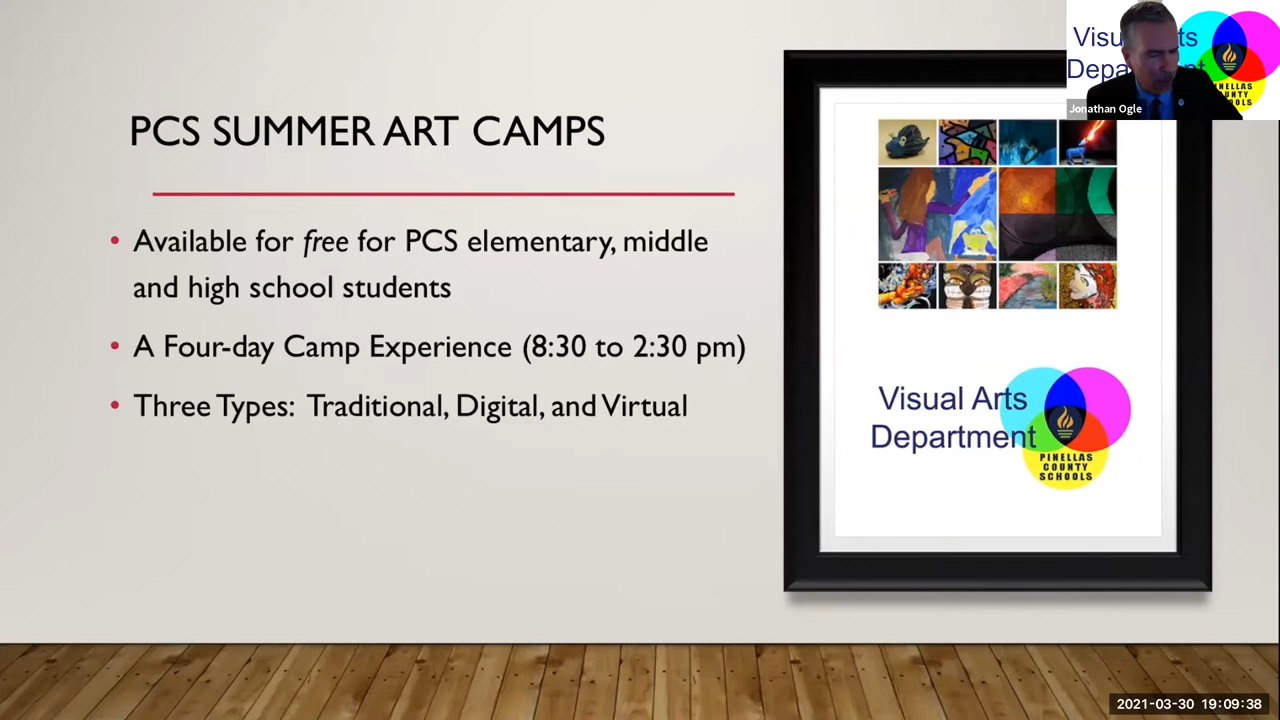 PCS SUMMER ART CAMPS
• Available for free for PCS elementary, middle
and high school students
• A Four-day Camp Experience (8:30 to 2:30 pm)
• Three Types: Traditional, Digital, and Virtual
Jonathan Ogle
Visual Arts
Department
PINELLAS
COUNTY
SCHOOLS
2021-03-30 19:09:38